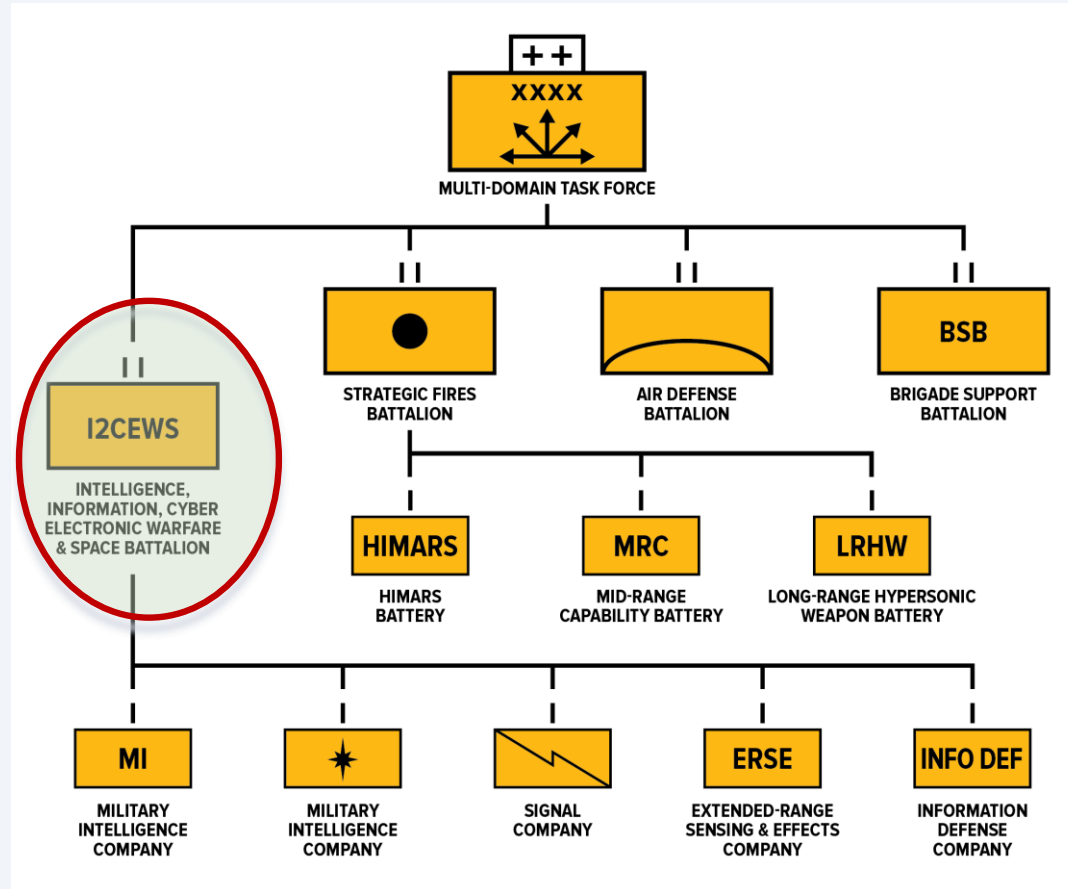 ++
XXXX
MULTI-DOMAIN TASK FORCE
I2CEWS
INTELLIGENCE,
INFORMATION, CYBER
ELECTRONIC WARFARE
& SPACE BATTALION
STRATEGIC FIRES
BATTALION
AIR DEFENSE
BATTALION
BSB
BRIGADE SUPPORT
BATTALION
HIMARS
HIMARS
BATTERY
MRC
MID-RANGE
CAPABILITY BATTERY
LRHW
LONG-RANGE HYPERSONIC
WEAPON BATTERY
MI
MILITARY
INTELLIGENCE
COMPANY
MILITARY
INTELLIGENCE
COMPANY
SIGNAL
COMPANY
ERSE
EXTENDED-RANGE
SENSING & EFFECTS
COMPANY
INFO DEF
INFORMATION
DEFENSE
COMPANY